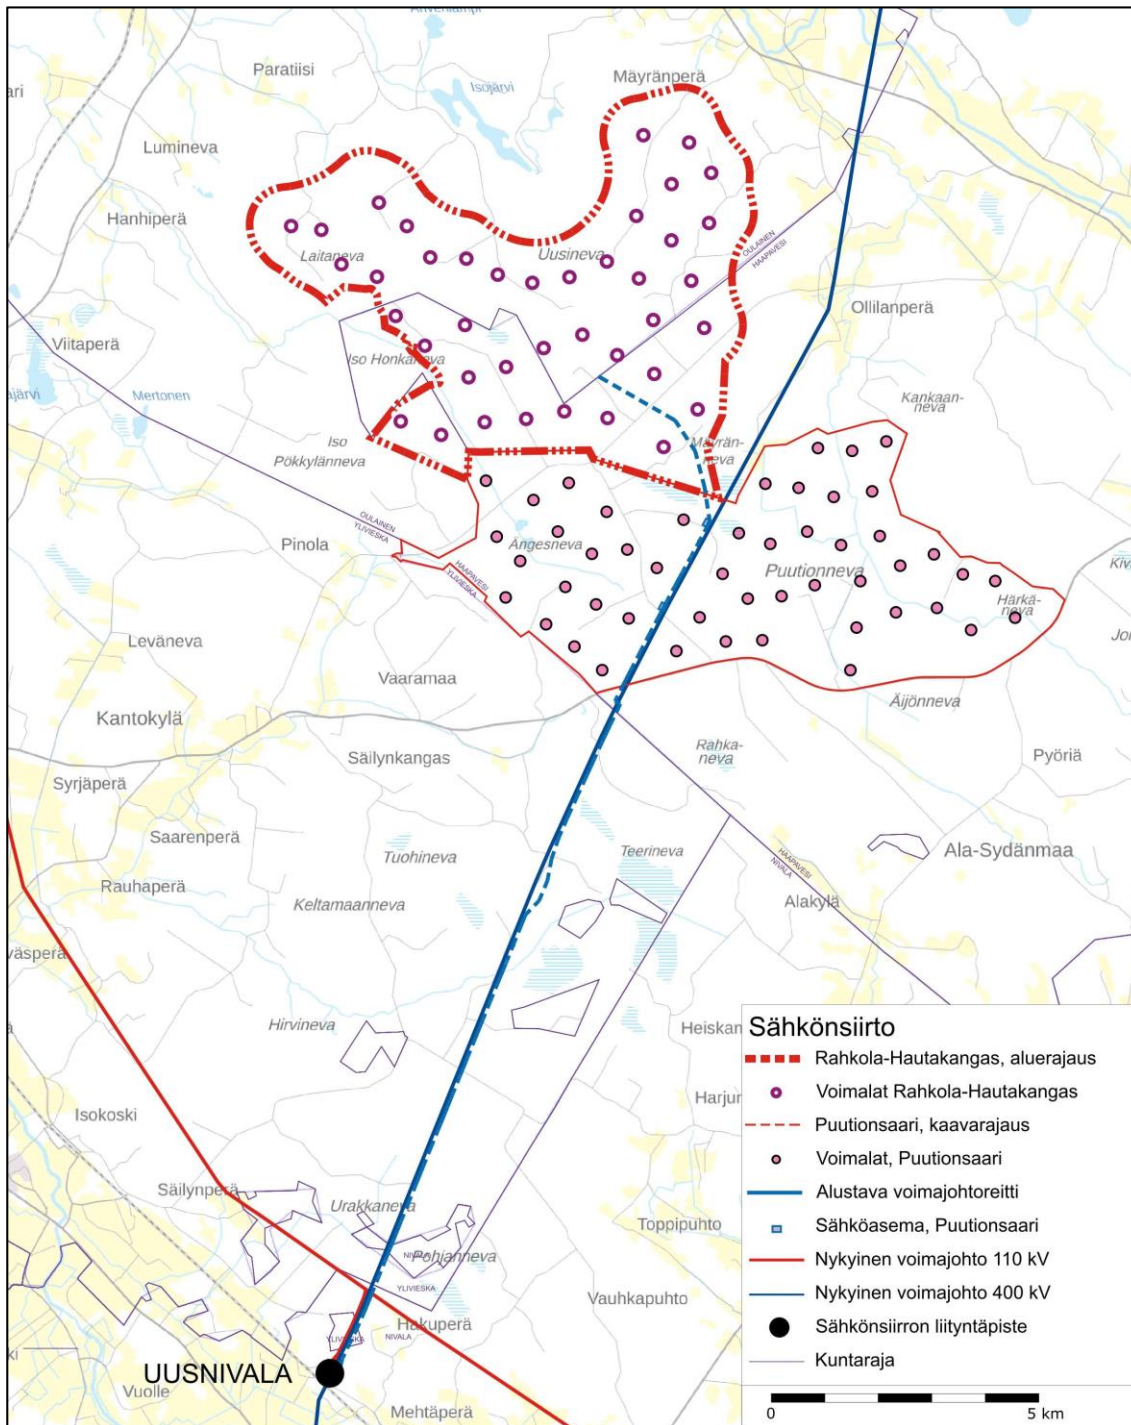 Paratiisi
Isojärvi
Mäyränperä
Lumineva
Hanhiperä
Laitaneva
Uusineva
OULAINEN
HAAPAVESI
Ollilanperä
Viitaperä
Iso Honkaneva
Mertonen
Kankaan-
neva
Iso
Pökkylänneva
Mäyrän-
neva
OULAINEN
YLIVIESKA
Pinola
Ängesneva
HAAPAVESI
YLIVIESKA
Puutionneva
Härkä-
neva
Leväneva
Vaaramaa
Äijönneva
Kantokylä
Rahka-
neva
Pyöriä
Säilynkangas
Syrjäperä
Saarenperä
Tuohineva
Teerineva
HAAPAVESI
NIVALA
Ala-Sydänmaa
Rauhaperä
Keltamaanneva
Alakylä
väsperä
Hirvineva
Heiskan
Harjun
Isokoski
Säilynperä
Urakkaneva
Toppipuhto
NIVALA
Pohjanneva
YLIVIESKA
Vauhkapuhto
Hakuperä
YLIVIESKA
NIVALA
UUSNIVALA
Vuolle
Mehtäperä
Sähkönsiirto
Rahkola-Hautakangas, aluerajaus
Voimalat Rahkola-Hautakangas
Puutionsaari, kaavarajaus
Voimalat, Puutionsaari
Alustava voimajohtoreitti
Sähköasema, Puutionsaari
Nykyinen voimajohto 110 kV
Nykyinen voimajohto 400 kV
Sähkönsiirron liityntäpiste
Kuntaraja
0 5 km